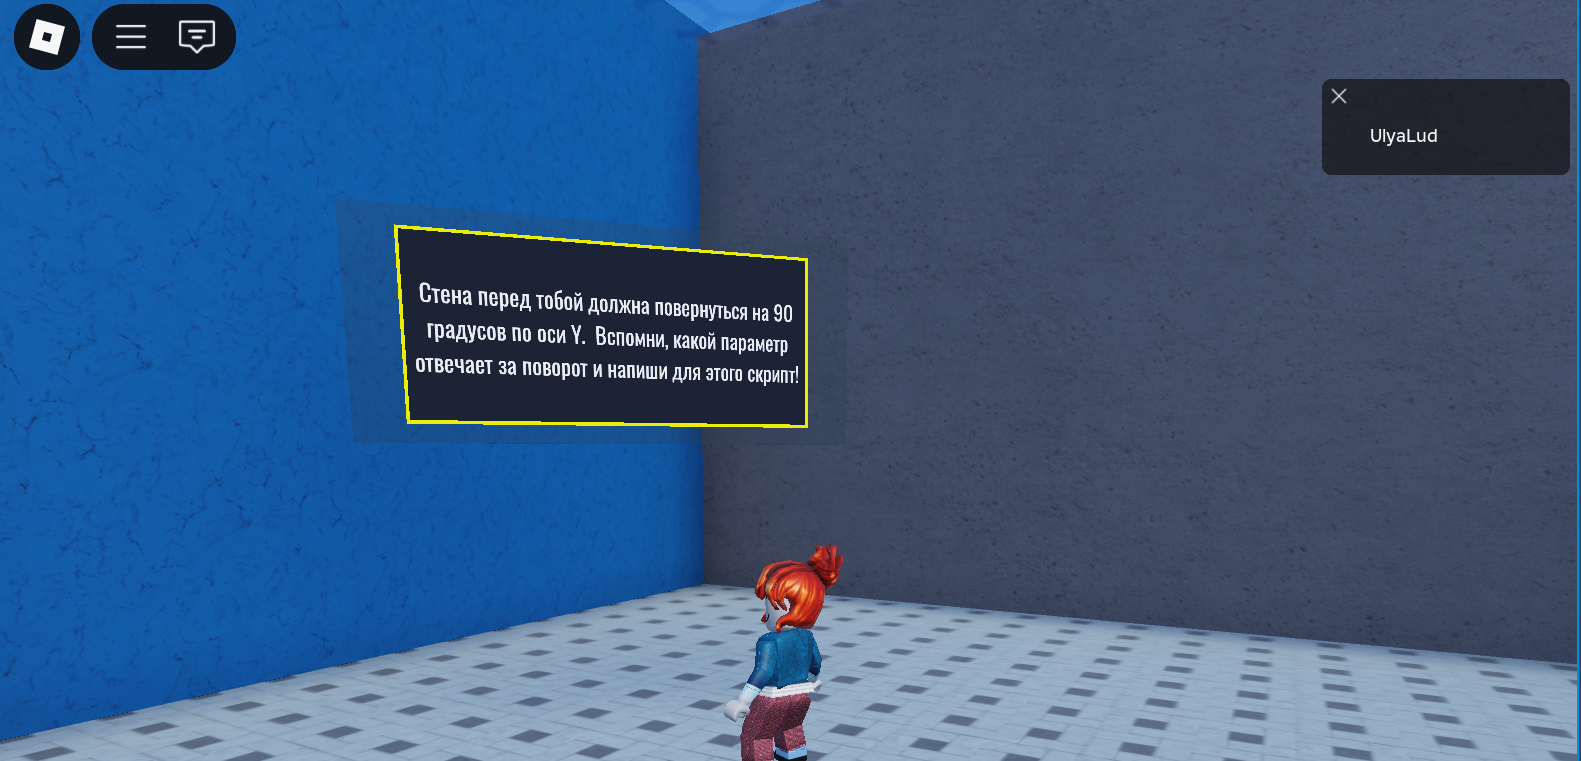 UlyaLud
Стена перед тобой должна повернуться на 90
градусов по оси Y. Вспомни, какой параметр
отвечает за поворот и напиши для этого скрипт!